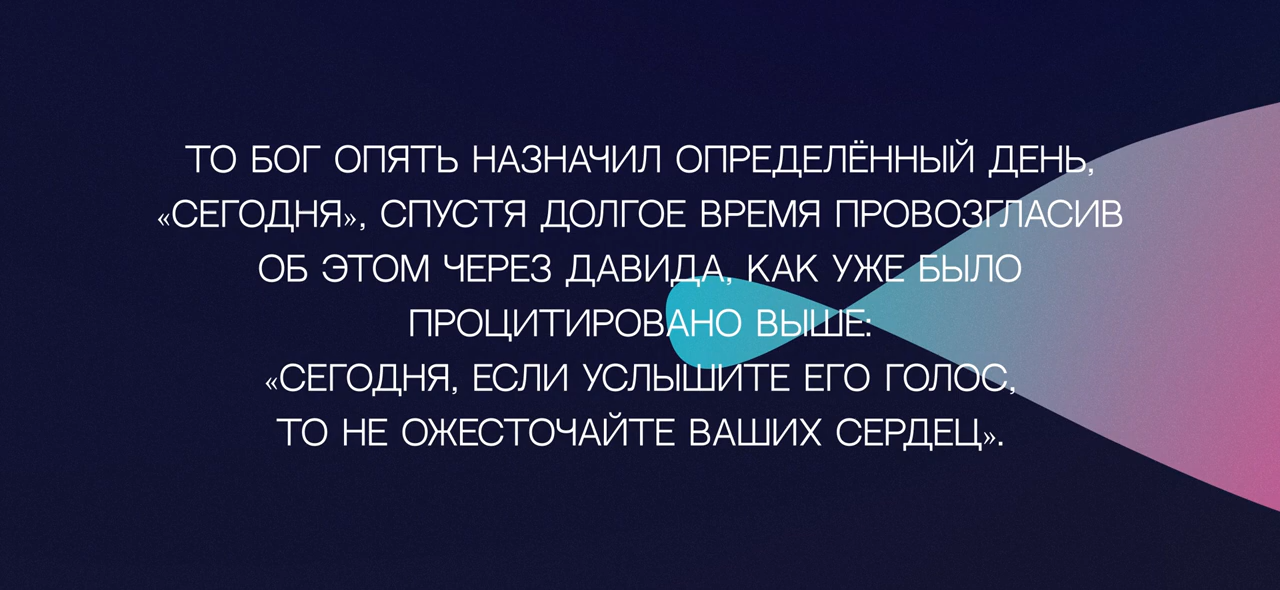 ТО БОГ ОПЯТЬ НАЗНАЧИЛ ОПРЕДЕЛЁННЫЙ ДЕНЬ,
«СЕГОДНЯ», СПУСТЯ ДОЛГОЕ ВРЕМЯ ПРОВОЗГЛАСИВ
ОБ ЭТОМ ЧЕРЕЗ ДАВИДА, КАК УЖЕ БЫЛО
ПРОЦИТИРОВАНО ВЫШЕ:
«СЕГОДНЯ, ЕСЛИ УСЛЫШИТЕ ЕГО ГОЛОС,
ТО НЕ ОЖЕСТОЧАЙТЕ ВАШИХ СЕРДЕЦ».